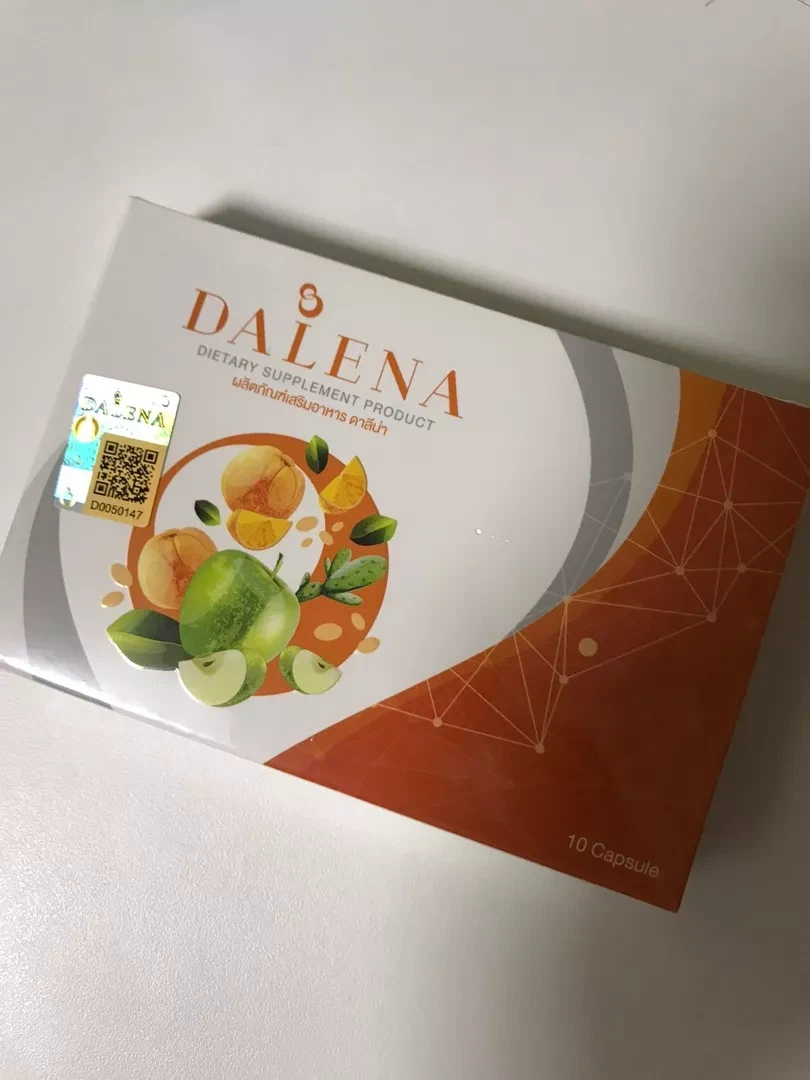 DALENA
DIETARY SUPPLEMENT PRODUCT
ผลิตภัณฑ์เสริมอาหาร ดาลีน่า
DALENA
D0050147
10 Capsule